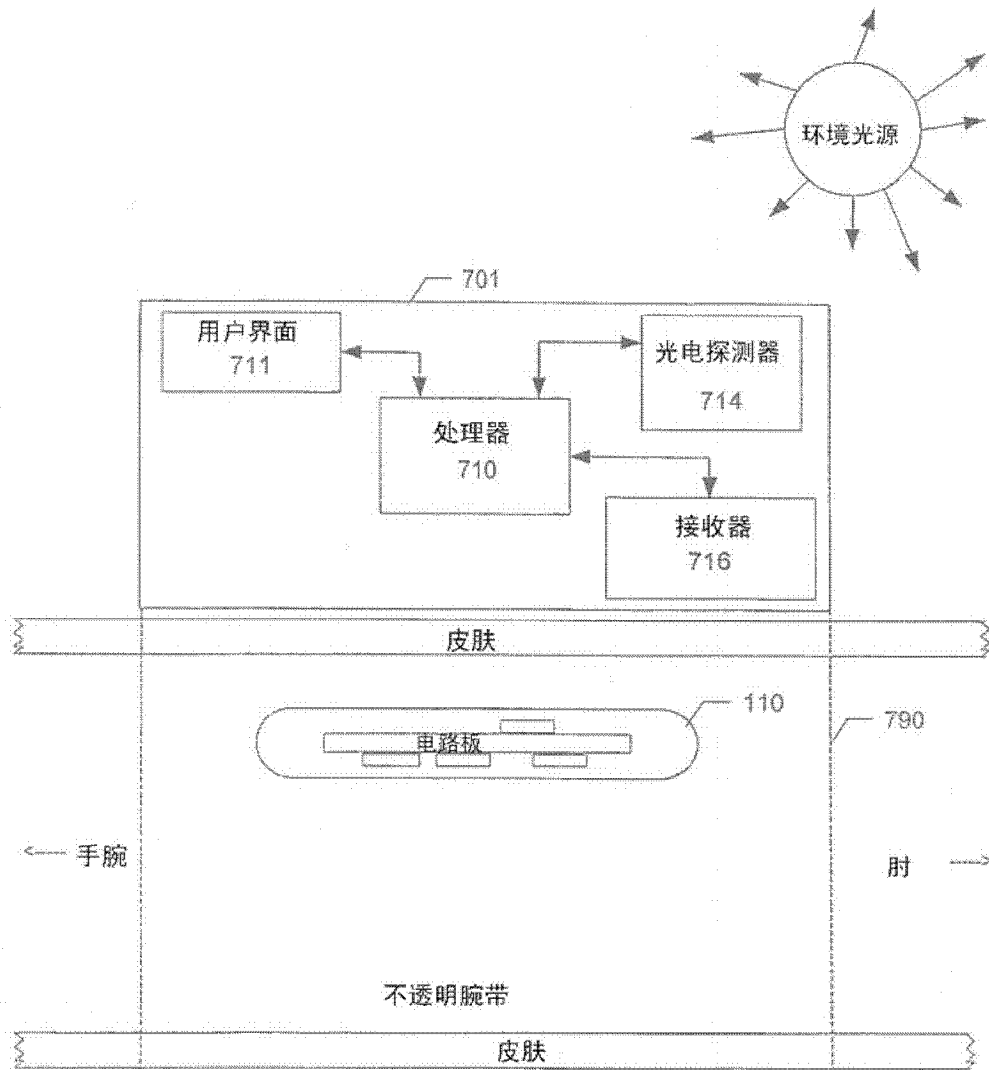 环境光源
701
用户界面
711
光电探测器
714
处理器
710
接收器
716
皮肤
110
790
电路板
手腕
肘
不透明腕带
皮肤